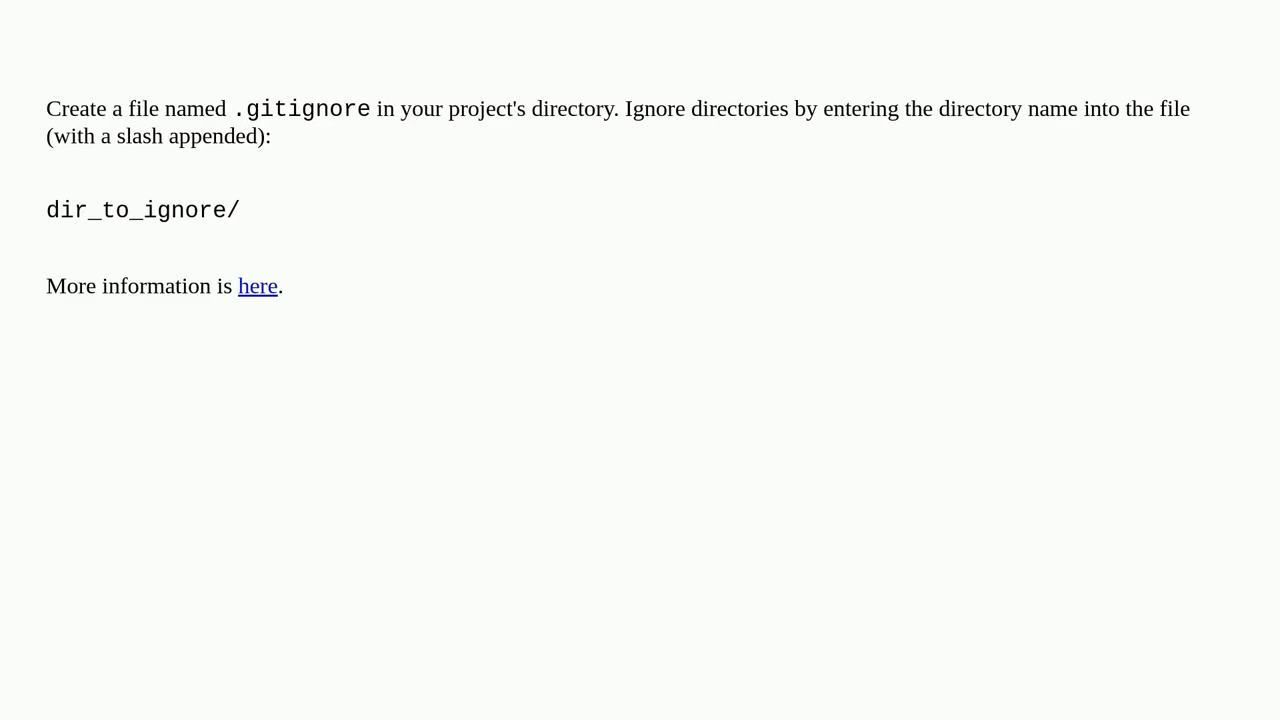 Create a file named .gitignore in your project's directory. Ignore directories by entering the directory name into the file
(with a slash appended):
dir_to_ignore/
More information is here.